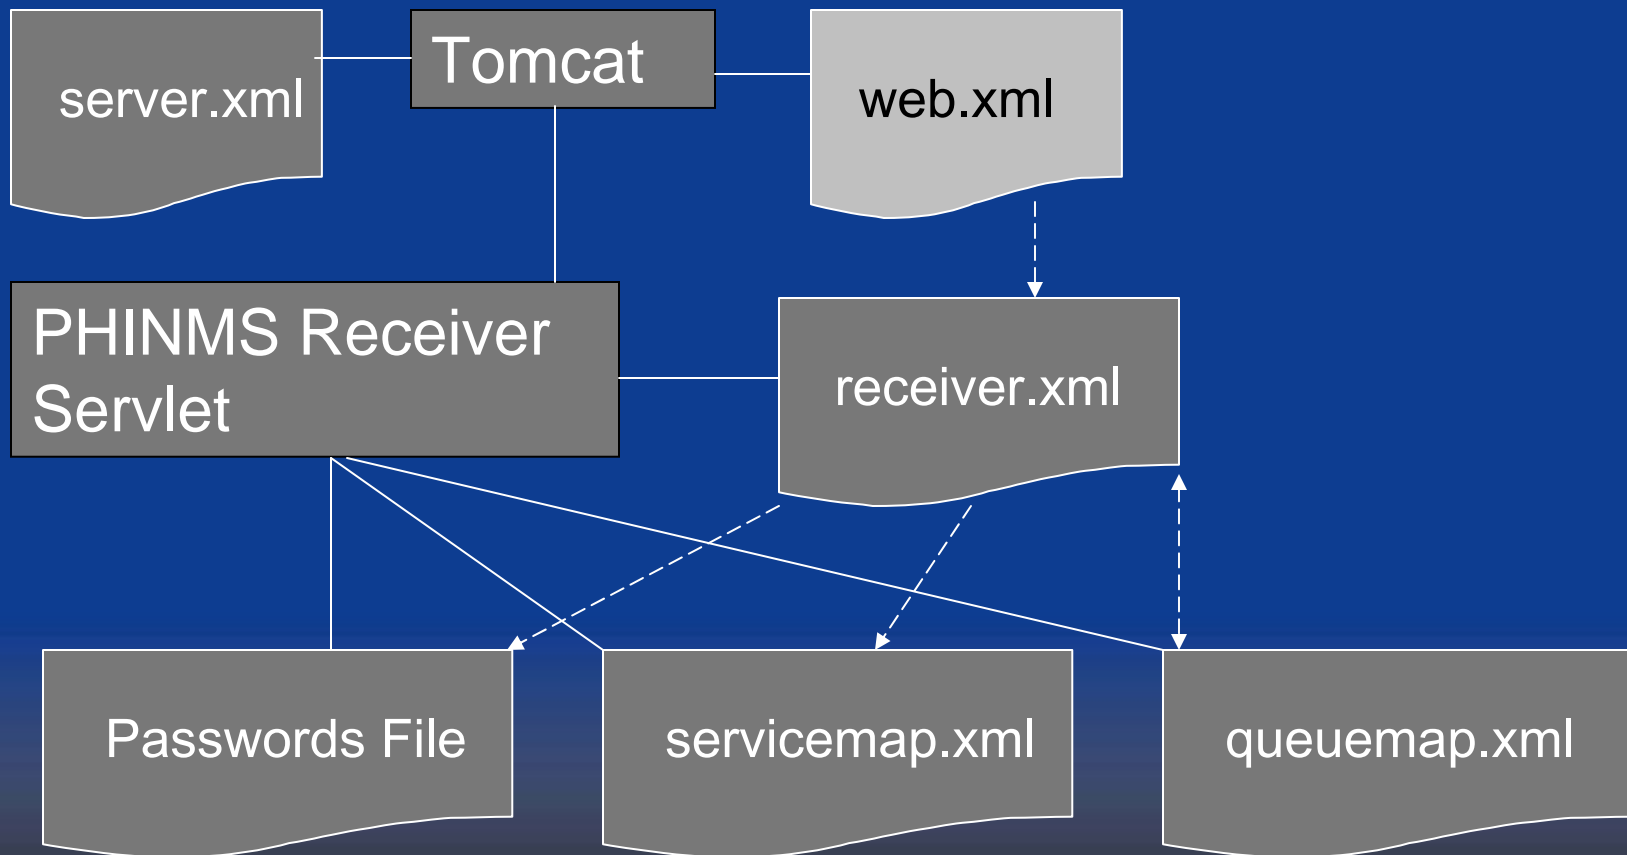 server.xml
Tomcat
web.xml
PHINMS Receiver
Servlet
receiver.xml
Passwords File
servicemap.xml
queuemap.xml